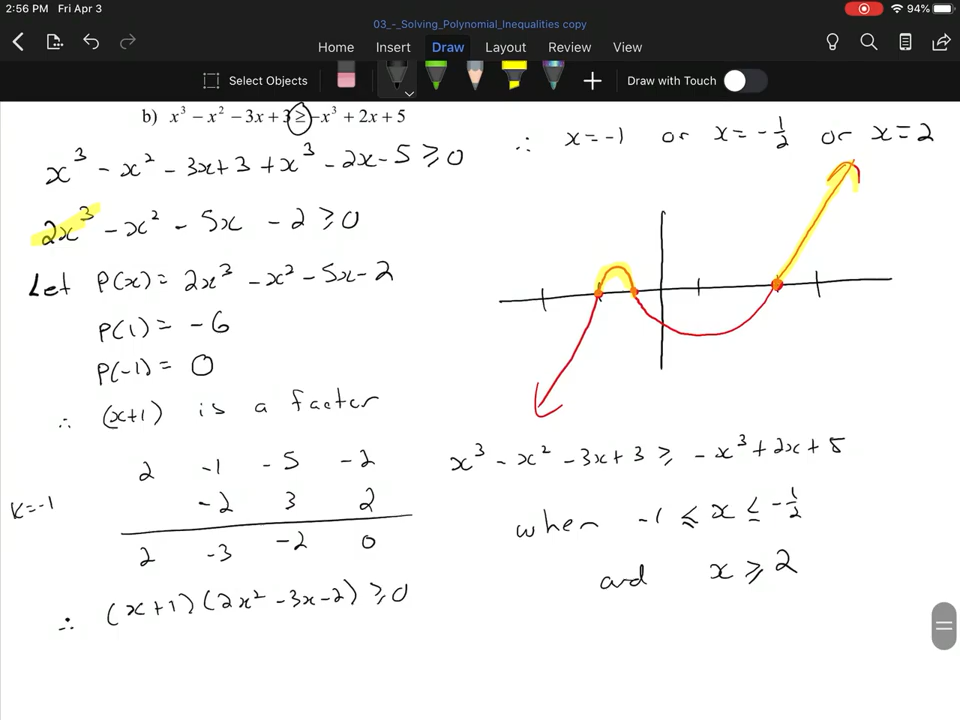 2:56 PM Fri Apr 3
94%
03_-_Solving_Polynomial_Inequalities copy
Home Insert Draw Layout Review View
Select Objects
Draw with Touch
b) x³ − x² − 3x + 3 ≥ −x³ + 2x + 5
x³ − x² − 3x + 3 + x³ − 2x − 5 ≥ 0
2x³ − x² − 5x − 2 ≥ 0
Let P(x) = 2x³ − x² − 5x − 2
P(1) = −6
P(−1) = 0
∴ (x+1) is a factor
2 −1 −5 −2
K=−1 −2 3 2
2 −3 −2 0
∴ (x+1)(2x² − 3x − 2) ≥ 0
∴ x = −1 or x = −1/2 or x = 2
x³ − x² − 3x + 3 ≥ −x³ + 2x + 5
when −1 ≤ x ≤ −1/2
and x ≥ 2